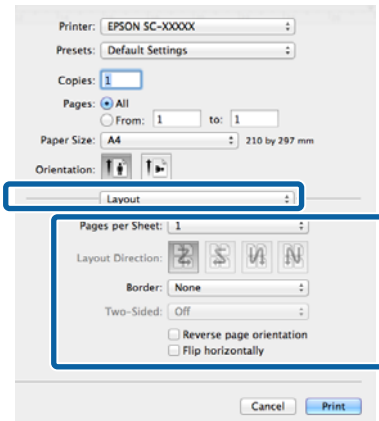 Printer: EPSON SC-XXXXX
Presets: Default Settings
Copies: 1
Pages: All
From: 1 to: 1
Paper Size: A4 210 by 297 mm
Orientation:
Layout
Pages per Sheet: 1
Layout Direction:
Border: None
Two-Sided: Off
Reverse page orientation
Flip horizontally
Cancel Print